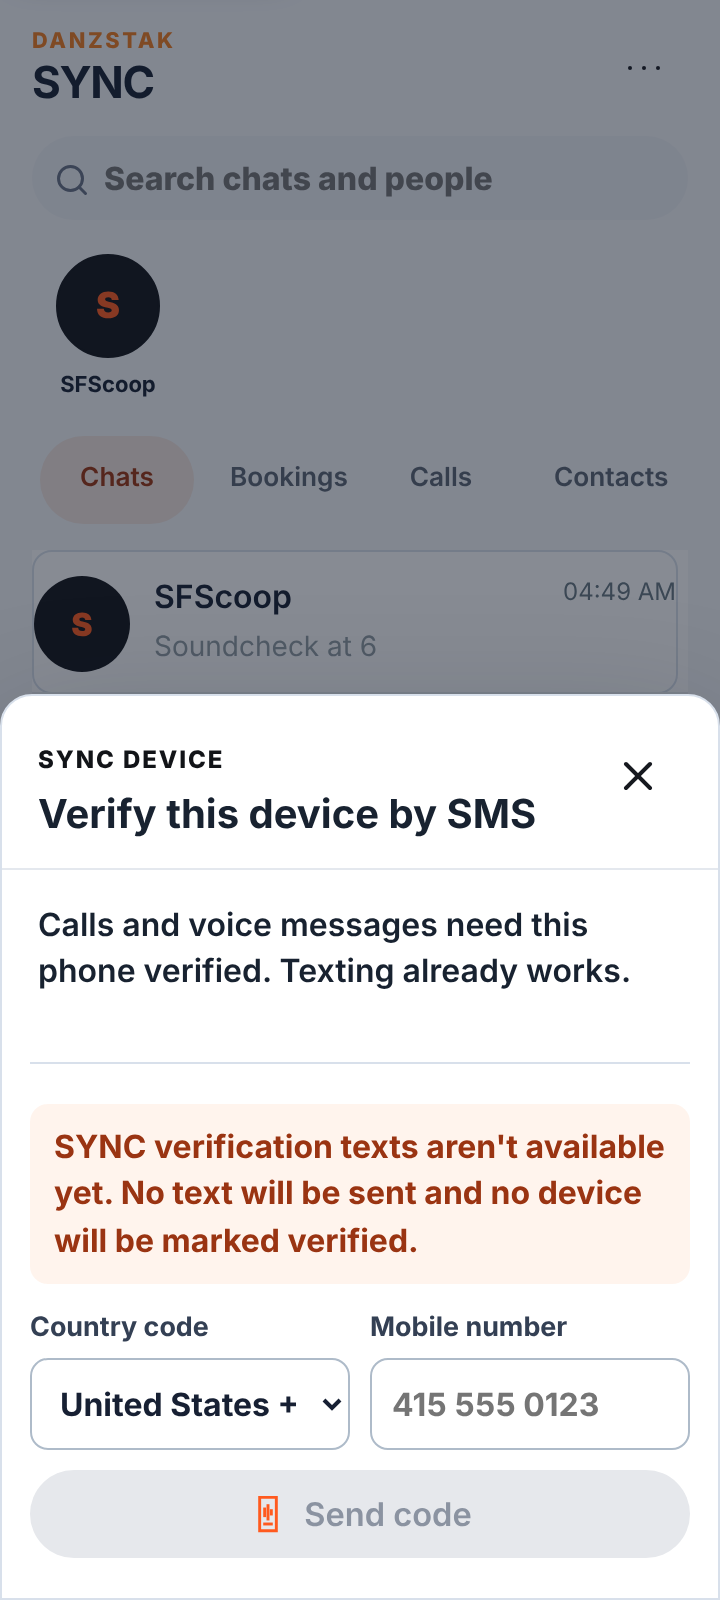 DANZSTAK
SYNC
...
Search chats and people
S
SFScoop
Chats Bookings Calls Contacts
S
SFScoop
04:49 AM
Soundcheck at 6
SYNC DEVICE
Verify this device by SMS
Calls and voice messages need this
phone verified. Texting already works.
SYNC verification texts aren't available
yet. No text will be sent and no device
will be marked verified.
Country code
Mobile number
United States +
415 555 0123
Send code